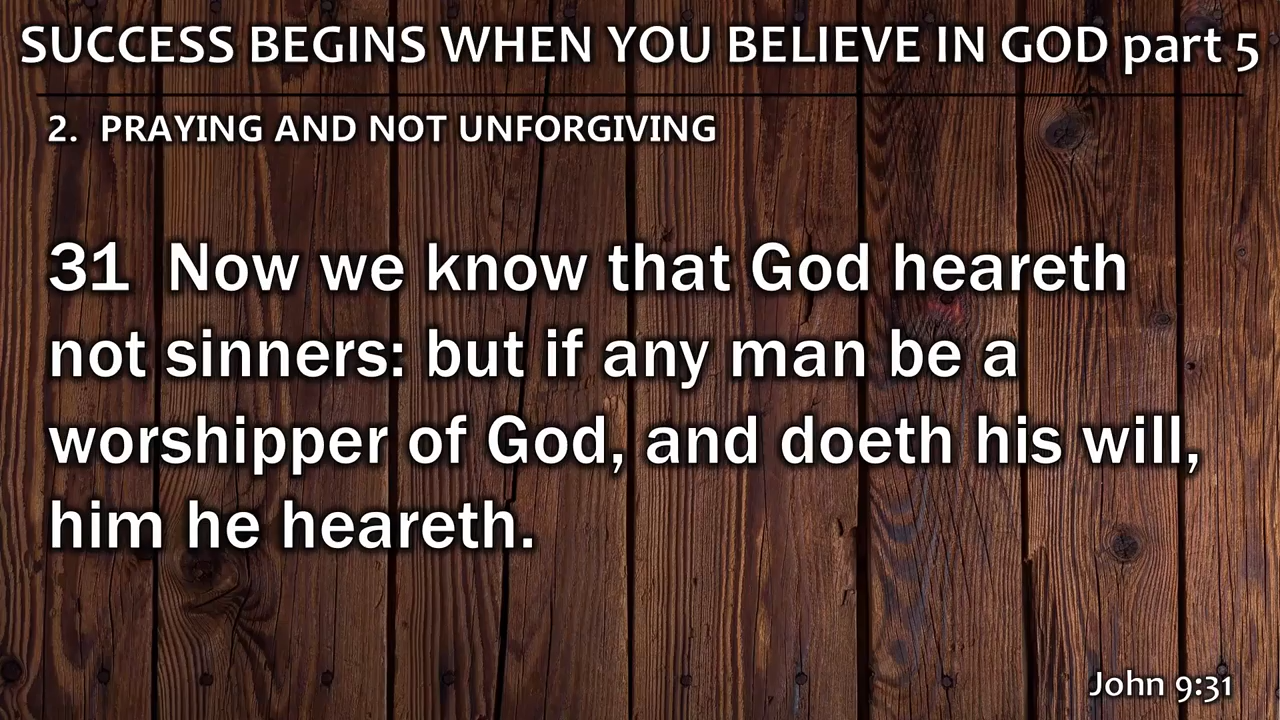 SUCCESS BEGINS WHEN YOU BELIEVE IN GOD part 5
2. PRAYING AND NOT UNFORGIVING
31 Now we know that God heareth
not sinners: but if any man be a
worshipper of God, and doeth his will,
him he heareth.
John 9:31